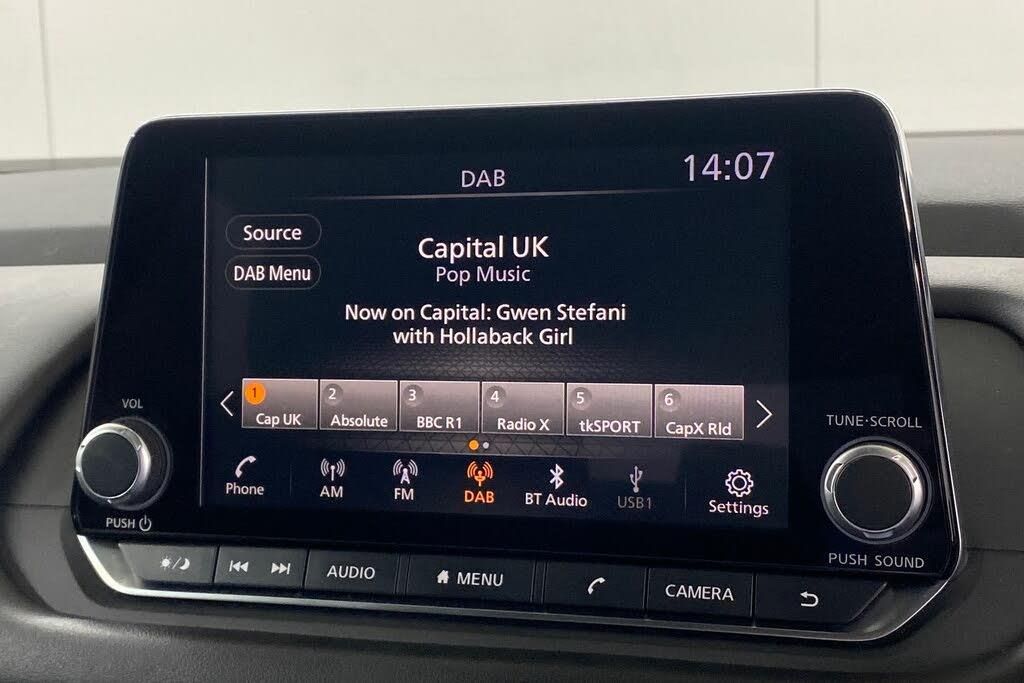 DAB
14:07
Source
DAB Menu
Capital UK
Pop Music
Now on Capital: Gwen Stefani
with Hollaback Girl
1 2 3 4 5 6
Cap UK Absolute BBC R1 Radio X tkSPORT CapX Rld
Phone AM FM DAB BT Audio USB1 Settings
VOL
PUSH
TUNE·SCROLL
PUSH SOUND
AUDIO MENU CAMERA